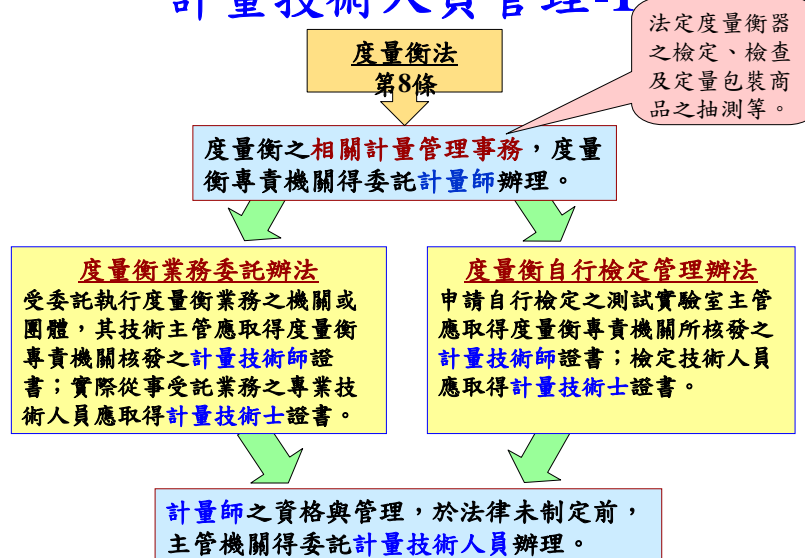 計量技術人員管理-1
法定度量衡器
之檢定、檢查
及定量包裝商
品之抽測等。
度量衡法
第8條
度量衡之相關計量管理事務，度量
衡專責機關得委託計量師辦理。
度量衡業務委託辦法
受委託執行度量衡業務之機關或
團體，其技術主管應取得度量衡
專責機關核發之計量技術師證
書；實際從事受託業務之專業技
術人員應取得計量技術士證書。
度量衡自行檢定管理辦法
申請自行檢定之測試實驗室主管
應取得度量衡專責機關所核發之
計量技術師證書；檢定技術人員
應取得計量技術士證書。
計量師之資格與管理，於法律未制定前，
主管機關得委託計量技術人員辦理。